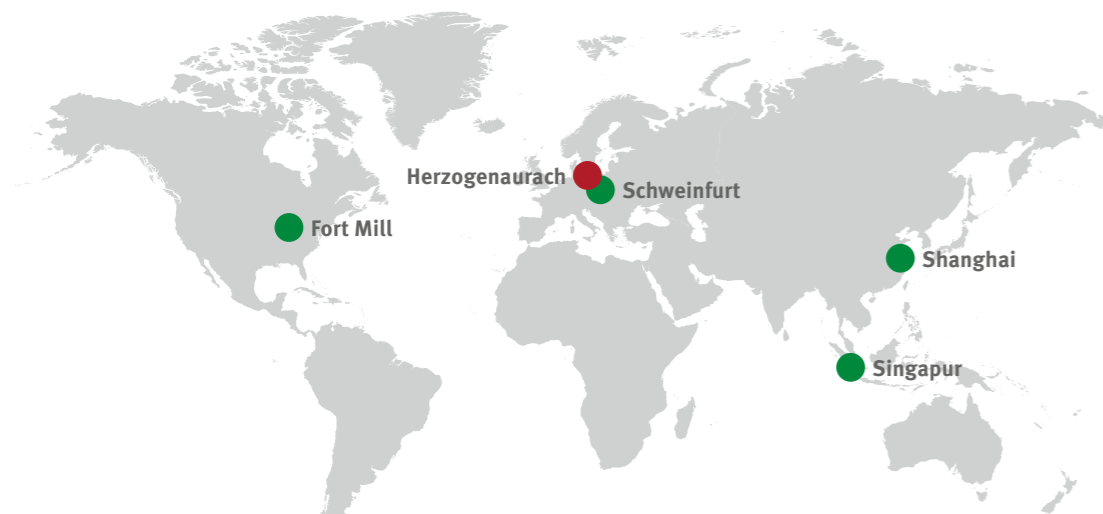 Herzogenaurach
Schweinfurt
Fort Mill
Shanghai
Singapur